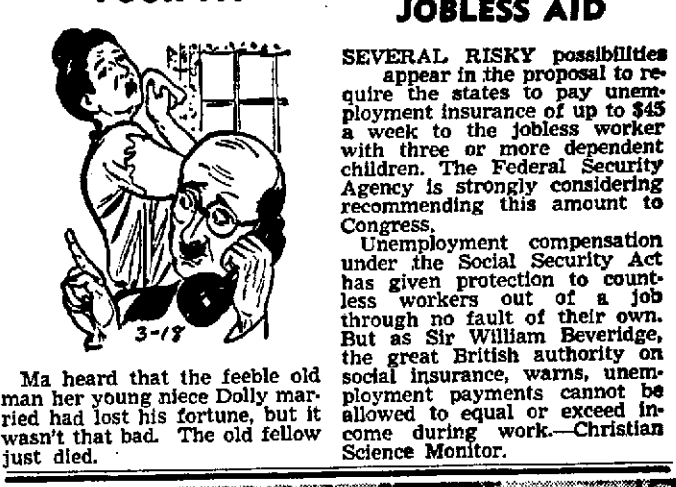 3-18
Ma heard that the feeble old
man her young niece Dolly mar-
ried had lost his fortune, but it
wasn't that bad. The old fellow
just died.
JOBLESS AID
SEVERAL RISKY possibilities
appear in the proposal to re-
quire the states to pay unem-
ployment insurance of up to $45
a week to the jobless worker
with three or more dependent
children. The Federal Security
Agency is strongly considering
recommending this amount to
Congress.
Unemployment compensation
under the Social Security Act
has given protection to count-
less workers out of a job
through no fault of their own.
But as Sir William Beveridge,
the great British authority on
social insurance, warns, unem-
ployment payments cannot be
allowed to equal or exceed in-
come during work.—Christian
Science Monitor.